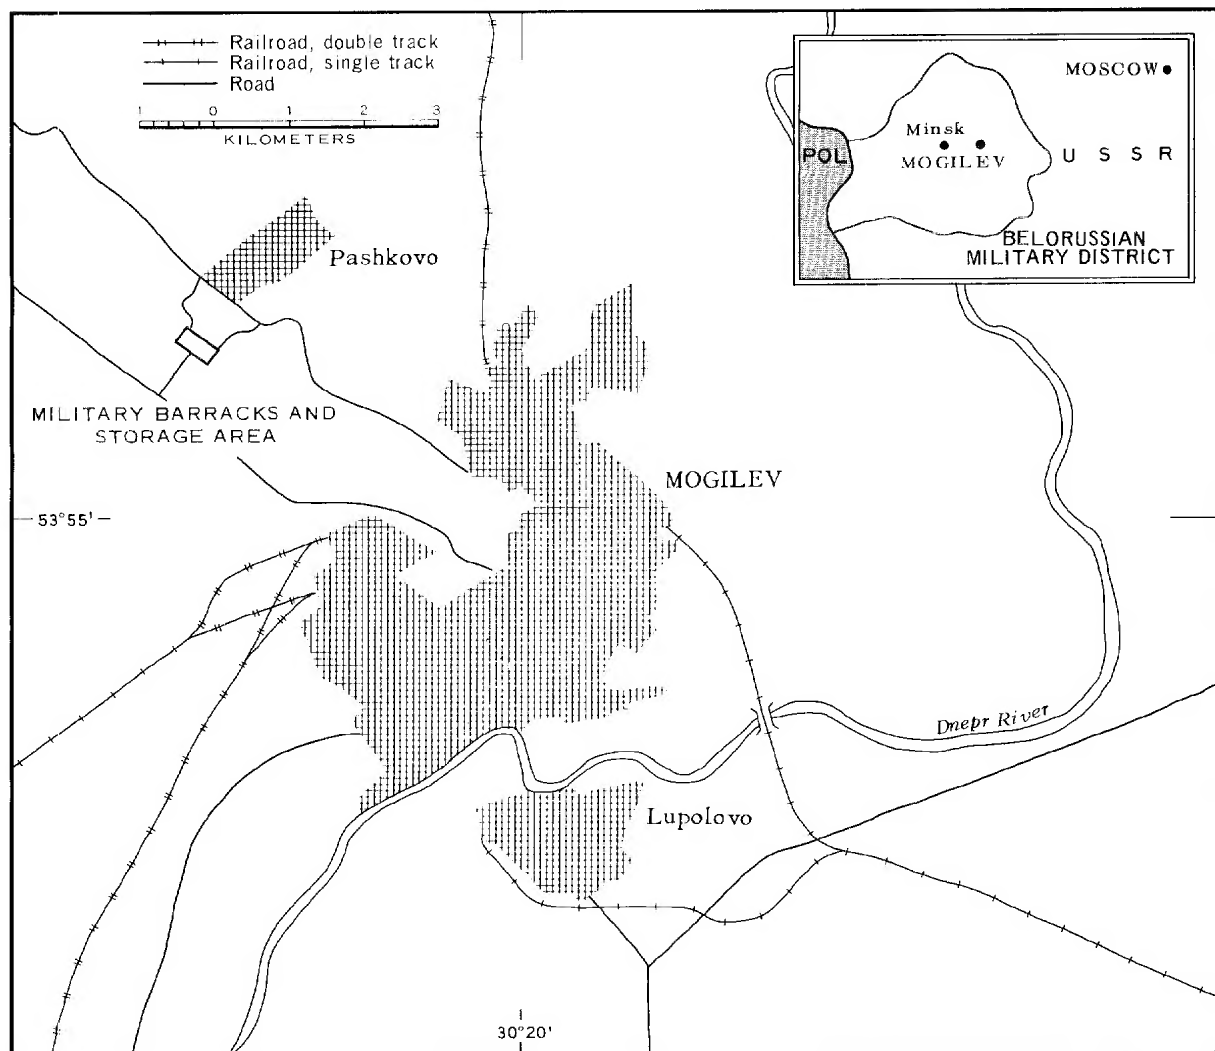 Railroad, double track
Railroad, single track
Road
1 0 1 2 3
KILOMETERS
MOSCOW
Minsk
POL
MOGILEV
U S S R
BELORUSSIAN
MILITARY DISTRICT
Pashkovo
MILITARY BARRACKS AND
STORAGE AREA
MOGILEV
53°55'
Dnepr River
Lupolovo
30°20'